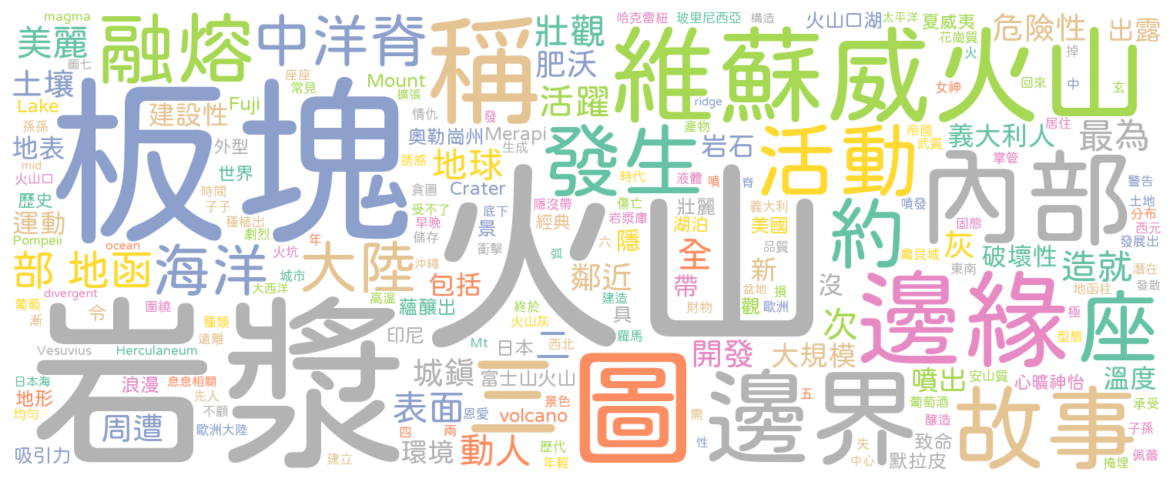 magma
美麗
圖七
融熔
中洋脊
座座
常見
Mount
擴張
稱
壯觀
肥沃
活躍
哈克雷紐
玻里尼西亞
構造
火山口湖
太平洋
夏威夷
花崗質
危險性
出露
維蘇威火山
火
掉
回來
中
玄
女神
土壤
Lake
孫孫
建設性
Fuji
地表
外型
mid
火山口
世界
板塊
情仇
發
奧勒崗州
Merapi
生成
誘惑
地球
Crater
貪圖
ridge
產物
發生
岩石
時代
液體
噴
活動
帝國
武質
居住
義大利人
最為
掌管
內部
警告
土地
噴發
分布
西元
固態
發展出
歷史
時間
子子
種植出
運動
劇烈
Pompeii
ocean
火坑
年
受不了
早晚
儲存
底下
景
經典
隱沒帶
傷亡
岩漿庫
壯麗
湖泊
義大利
美國
品質
約
灰
龐貝城
東南
破壞性
造就
潛在
發散
部
地函
海洋
城市
大西洋
大陸
沖繩
衝擊
包括
火山
弧
六
隱
鄰近
全
帶
新
盆地
損
財物
觀
歐洲
沒
地函柱
極
型態
葡萄
divergent
漸
圍繞
令
種類
遠離
高溫
蘊釀出
終於
火山灰
建造
具
羅馬
次
邊緣
座
Vesuvius
Herculaneum
印尼
日本
Mt
西北
二
三
開發
大規模
噴出
安山質
心曠神怡
溫度
承受
日本海
地形
均勻
浪漫
息息相關
先人
不顧
歐洲大陸
周遭
吸引力
建立
岩漿
城鎮
富士山火山
表面
恩愛
volcano
景色
四
兩
環境
動人
歷代
年輕
圖
需
性
邊界
五
失
中心
葡萄酒
釀造
致命
默拉皮
故事
子孫
掩埋
佩蕾